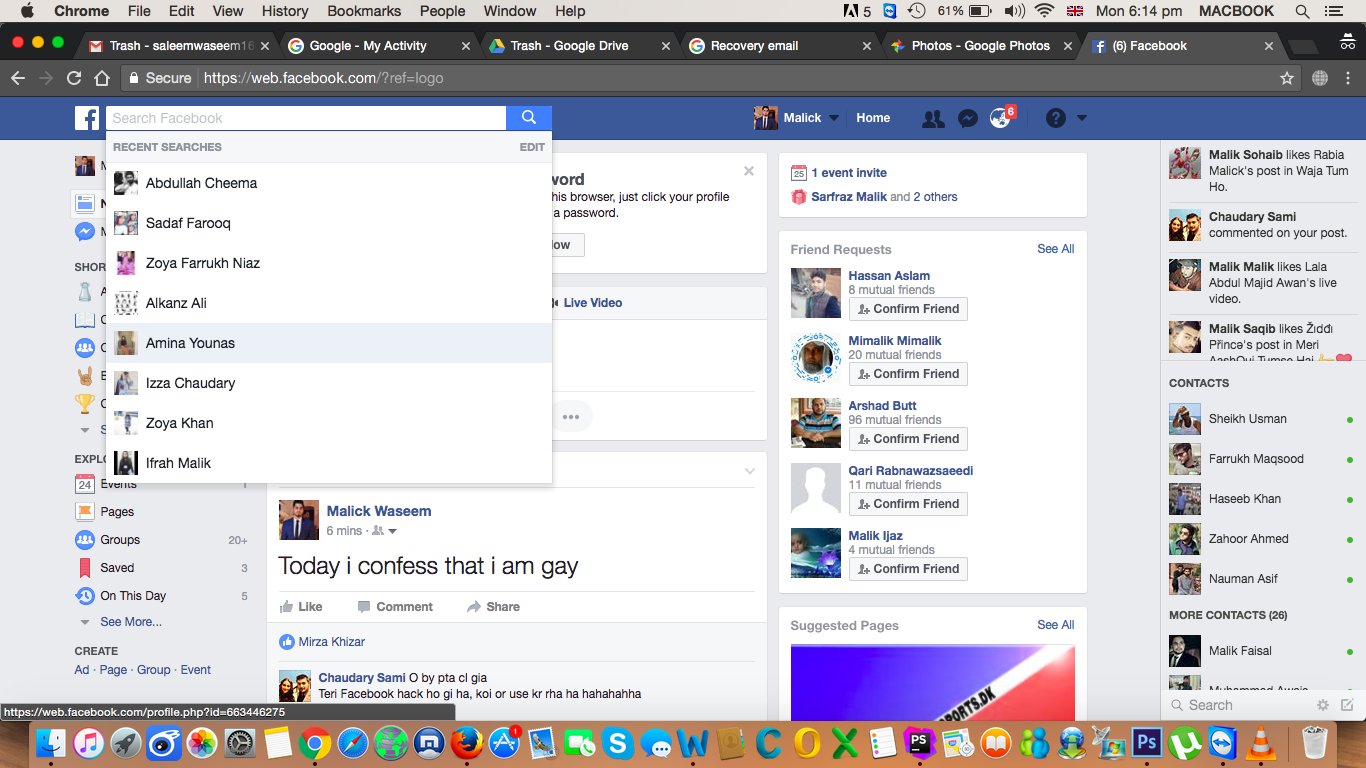 Chrome File Edit View History Bookmarks People Window Help 5 61% Mon 6:14 pm MACBOOK
Trash - saleemwaseem16 Google - My Activity Trash - Google Drive Recovery email Photos - Google Photos (6) Facebook
Secure https://web.facebook.com/?ref=logo
Search Facebook
Malick Home 6
RECENT SEARCHES EDIT
Abdullah Cheema
Sadaf Farooq
Zoya Farrukh Niaz
Alkanz Ali
Amina Younas
Izza Chaudary
Zoya Khan
Ifrah Malik
M
N
M
SHOR
A
C
C
B
C
S
EXPLO
24 Events 1
Pages
Groups 20+
Saved 3
On This Day 5
See More...
CREATE
Ad · Page · Group · Event
word
his browser, just click your profile
a password.
low
Live Video
Malick Waseem
6 mins ·
Today i confess that i am gay
Like Comment Share
Mirza Khizar
Chaudary Sami O by pta cl gia
Teri Facebook hack ho gi ha, koi or use kr rha ha hahahahha
25 1 event invite
Sarfraz Malik and 2 others
Friend Requests See All
Hassan Aslam
8 mutual friends
Confirm Friend
Mimalik Mimalik
20 mutual friends
Confirm Friend
Arshad Butt
96 mutual friends
Confirm Friend
Qari Rabnawazsaeedi
11 mutual friends
Confirm Friend
Malik Ijaz
4 mutual friends
Confirm Friend
Suggested Pages See All
PORTS.DK
Malik Sohaib likes Rabia
Malick's post in Waja Tum
Ho.
Chaudary Sami
commented on your post.
Malik Malik likes Lala
Abdul Majid Awan's live
video.
Malik Saqib likes Žiđđı
Přince's post in Meri
AashQui Tumse Hai
CONTACTS
Sheikh Usman
Farrukh Maqsood
Haseeb Khan
Zahoor Ahmed
Nauman Asif
MORE CONTACTS (26)
Malik Faisal
Muhammad Awais
Search
https://web.facebook.com/profile.php?id=663446275
1
PS
Ps